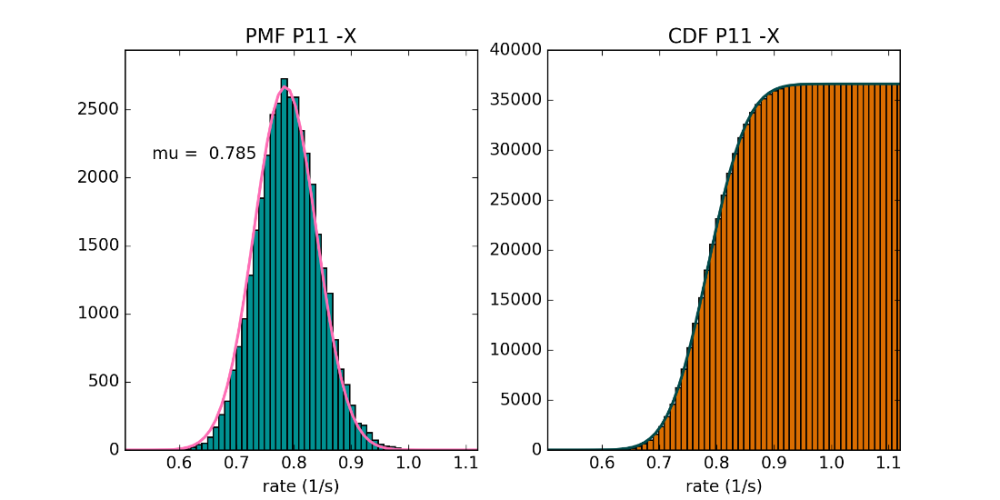 PMF P11 -X
2500
2000
1500
1000
500
0
mu =  0.785
0.6 0.7 0.8 0.9 1.0 1.1
rate (1/s)
CDF P11 -X
40000
35000
30000
25000
20000
15000
10000
5000
0
0.6 0.7 0.8 0.9 1.0 1.1
rate (1/s)